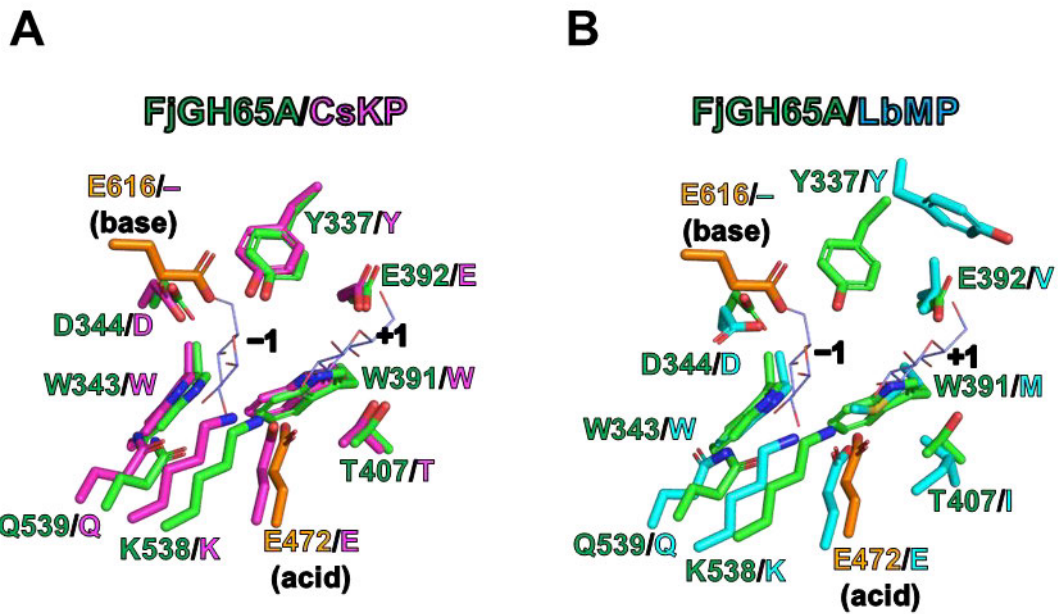 A
FjGH65A/CsKP
E616/–
(base)
Y337/Y
E392/E
D344/D
–1
+1
W343/W
W391/W
T407/T
Q539/Q
K538/K
E472/E
(acid)
B
FjGH65A/LbMP
Y337/Y
E616/–
(base)
E392/V
D344/D
–1
+1
W391/M
W343/W
T407/I
Q539/Q
K538/K
E472/E
(acid)